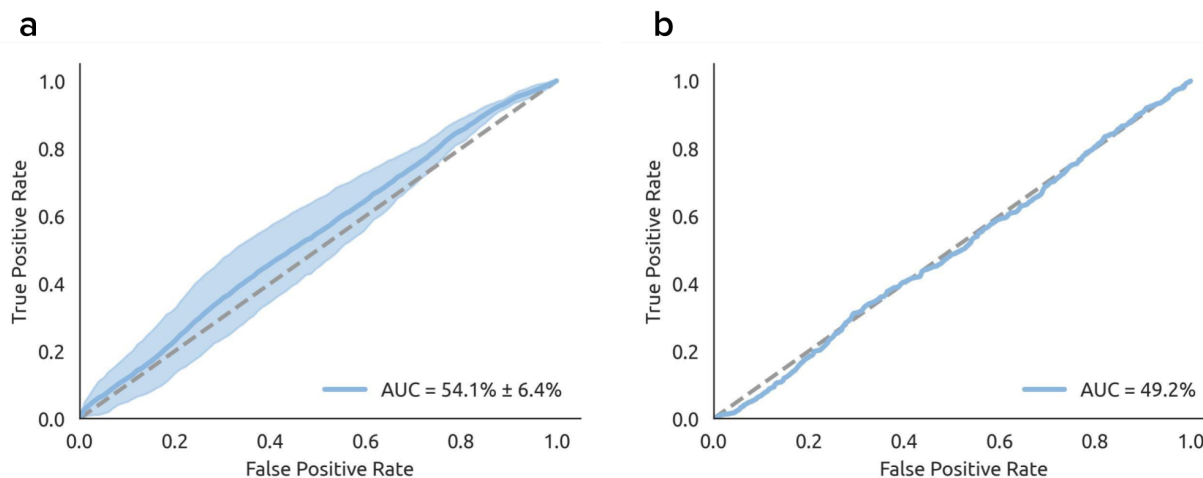 a
1.0
0.8
0.6
0.4
0.2
0.0
True Positive Rate
AUC = 54.1% ± 6.4%
0.0 0.2 0.4 0.6 0.8 1.0
False Positive Rate
b
1.0
0.8
0.6
0.4
0.2
0.0
True Positive Rate
AUC = 49.2%
0.0 0.2 0.4 0.6 0.8 1.0
False Positive Rate